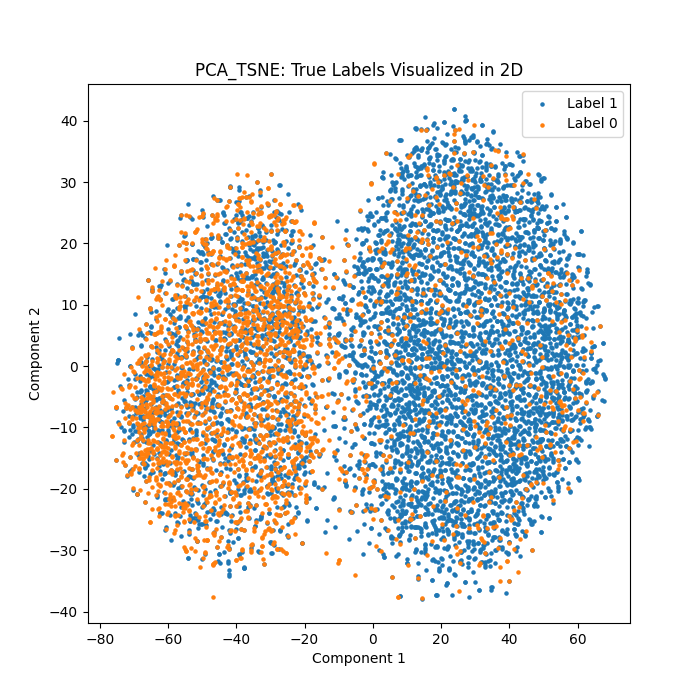 PCA_TSNE: True Labels Visualized in 2D
Label 1
Label 0
40
30
20
10
0
−10
−20
−30
−40
Component 2
−80 −60 −40 −20 0 20 40 60
Component 1